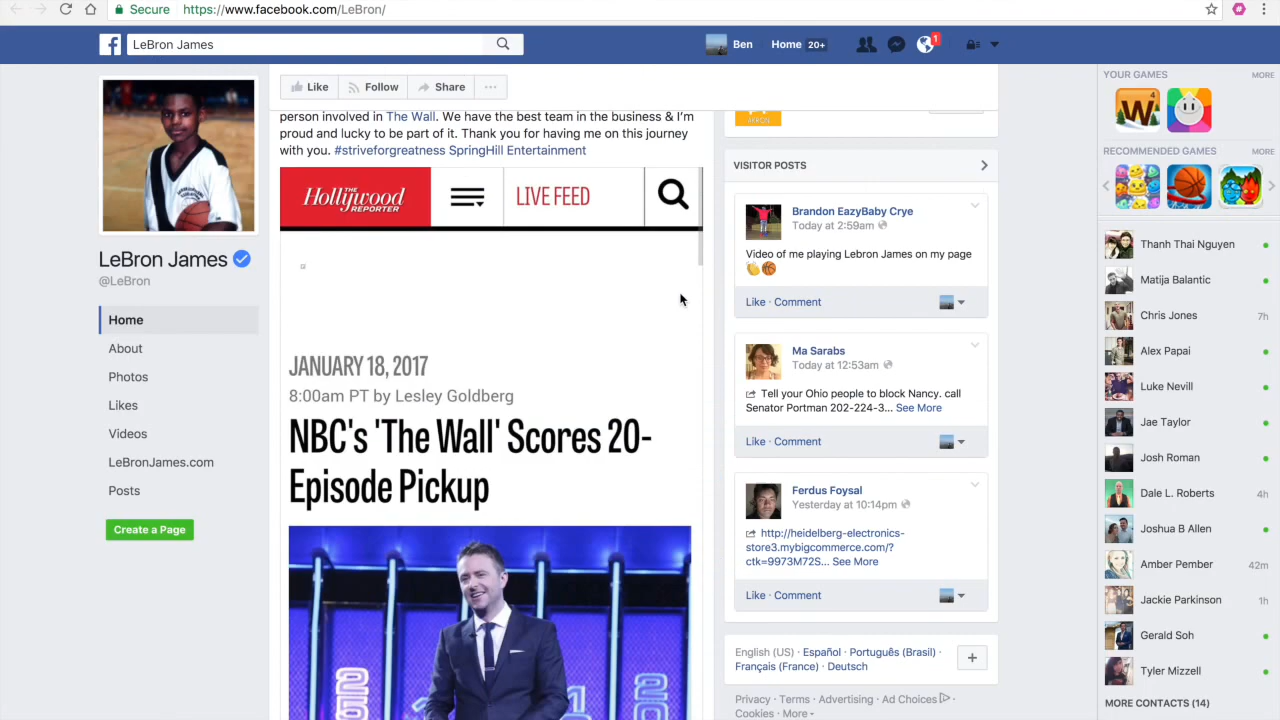 Secure https://www.facebook.com/LeBron/
LeBron James
Ben Home 20+
1
LeBron James
@LeBron
Home
About
Photos
Likes
Videos
LeBronJames.com
Posts
Create a Page
Like Follow Share ...
person involved in The Wall. We have the best team in the business & I'm
proud and lucky to be part of it. Thank you for having me on this journey
with you. #striveforgreatness SpringHill Entertainment
THE
Hollywood
REPORTER
LIVE FEED
JANUARY 18, 2017
8:00am PT by Lesley Goldberg
NBC's 'The Wall' Scores 20-
Episode Pickup
AKRON
VISITOR POSTS
Brandon EazyBaby Crye
Today at 2:59am
Video of me playing Lebron James on my page
👏🏀
Like · Comment
Ma Sarabs
Today at 12:53am
Tell your Ohio people to block Nancy. call
Senator Portman 202-224-3... See More
Like · Comment
Ferdus Foysal
Yesterday at 10:14pm
http://heidelberg-electronics-
store3.mybigcommerce.com/?
ctk=9973M72S... See More
Like · Comment
English (US) · Español · Português (Brasil) ·
Français (France) · Deutsch
Privacy · Terms · Advertising · Ad Choices ·
Cookies · More
YOUR GAMES MORE
W 4
RECOMMENDED GAMES MORE
Thanh Thai Nguyen
Matija Balantic
Chris Jones 7h
Alex Papai
Luke Nevill
Jae Taylor
Josh Roman
Dale L. Roberts 4h
Joshua B Allen
Amber Pember 42m
Jackie Parkinson 1h
Gerald Soh
Tyler Mizzell
MORE CONTACTS (14)